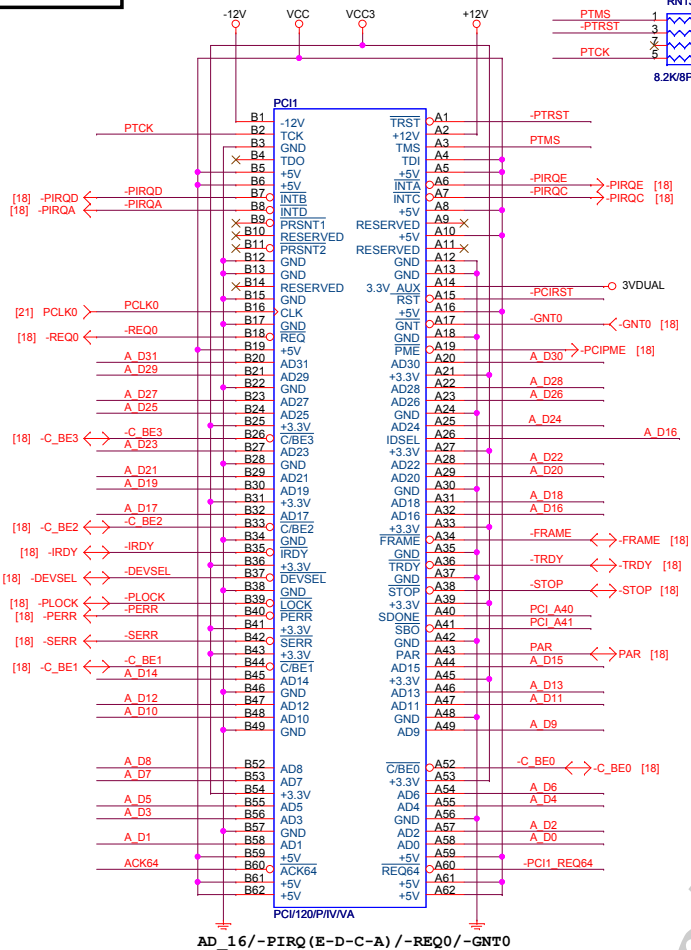 -12V VCC VCC3 +12V
PTMS 1
-PTRST 3
7
PTCK 5
8.2K/8P
PCI1
B1 -12V TRST A1 -PTRST
PTCK B2 TCK +12V A2
B3 GND TMS A3 PTMS
B4 TDO TDI A4
B5 +5V +5V A5
B6 +5V INTA A6 -PIRQE -PIRQE [18]
[18] -PIRQD -PIRQD B7 INTB INTC A7 -PIRQC -PIRQC [18]
[18] -PIRQA -PIRQA B8 INTD +5V A8
B9 PRSNT1 RESERVED A9
B10 RESERVED +5V A10
B11 PRSNT2 RESERVED A11
B12 GND GND A12
B13 GND GND A13
B14 RESERVED 3.3V_AUX A14 3VDUAL
B15 GND RST A15 -PCIRST
[21] PCLK0 PCLK0 B16 CLK +5V A16
B17 GND GNT A17 -GNT0 -GNT0 [18]
[18] -REQ0 -REQ0 B18 REQ GND A18
B19 +5V PME A19 -PCIPME [18]
A_D31 B20 AD31 AD30 A20 A_D30
A_D29 B21 AD29 +3.3V A21
B22 GND AD28 A22 A_D28
A_D27 B23 AD27 AD26 A23 A_D26
A_D25 B24 AD25 GND A24
B25 +3.3V AD24 A25 A_D24
[18] -C_BE3 -C_BE3 B26 C/BE3 IDSEL A26 A_D16
A_D23 B27 AD23 +3.3V A27
B28 GND AD22 A28 A_D22
A_D21 B29 AD21 AD20 A29 A_D20
A_D19 B30 AD19 GND A30
B31 +3.3V AD18 A31 A_D18
A_D17 B32 AD17 AD16 A32 A_D16
[18] -C_BE2 -C_BE2 B33 C/BE2 +3.3V A33
B34 GND FRAME A34 -FRAME -FRAME [18]
[18] -IRDY -IRDY B35 IRDY GND A35
B36 +3.3V TRDY A36 -TRDY -TRDY [18]
[18] -DEVSEL -DEVSEL B37 DEVSEL GND A37
B38 GND STOP A38 -STOP -STOP [18]
[18] -PLOCK -PLOCK B39 LOCK +3.3V A39
[18] -PERR -PERR B40 PERR SDONE A40 PCI_A40
B41 +3.3V SBO A41 PCI_A41
[18] -SERR -SERR B42 SERR GND A42
B43 +3.3V PAR A43 PAR PAR [18]
[18] -C_BE1 -C_BE1 B44 C/BE1 AD15 A44 A_D15
A_D14 B45 AD14 +3.3V A45
B46 GND AD13 A46 A_D13
A_D12 B47 AD12 AD11 A47 A_D11
A_D10 B48 AD10 GND A48
B49 GND AD9 A49 A_D9
A_D8 B52 AD8 C/BE0 A52 -C_BE0 -C_BE0 [18]
A_D7 B53 AD7 +3.3V A53
B54 +3.3V AD6 A54 A_D6
A_D5 B55 AD5 AD4 A55 A_D4
A_D3 B56 AD3 GND A56
B57 GND AD2 A57 A_D2
A_D1 B58 AD1 AD0 A58 A_D0
B59 +5V +5V A59
ACK64 B60 ACK64 REQ64 A60 -PCI1_REQ64
B61 +5V +5V A61
B62 +5V +5V A62
PCI/120/P/IV/VA
AD_16/-PIRQ(E-D-C-A)/-REQ0/-GNT0